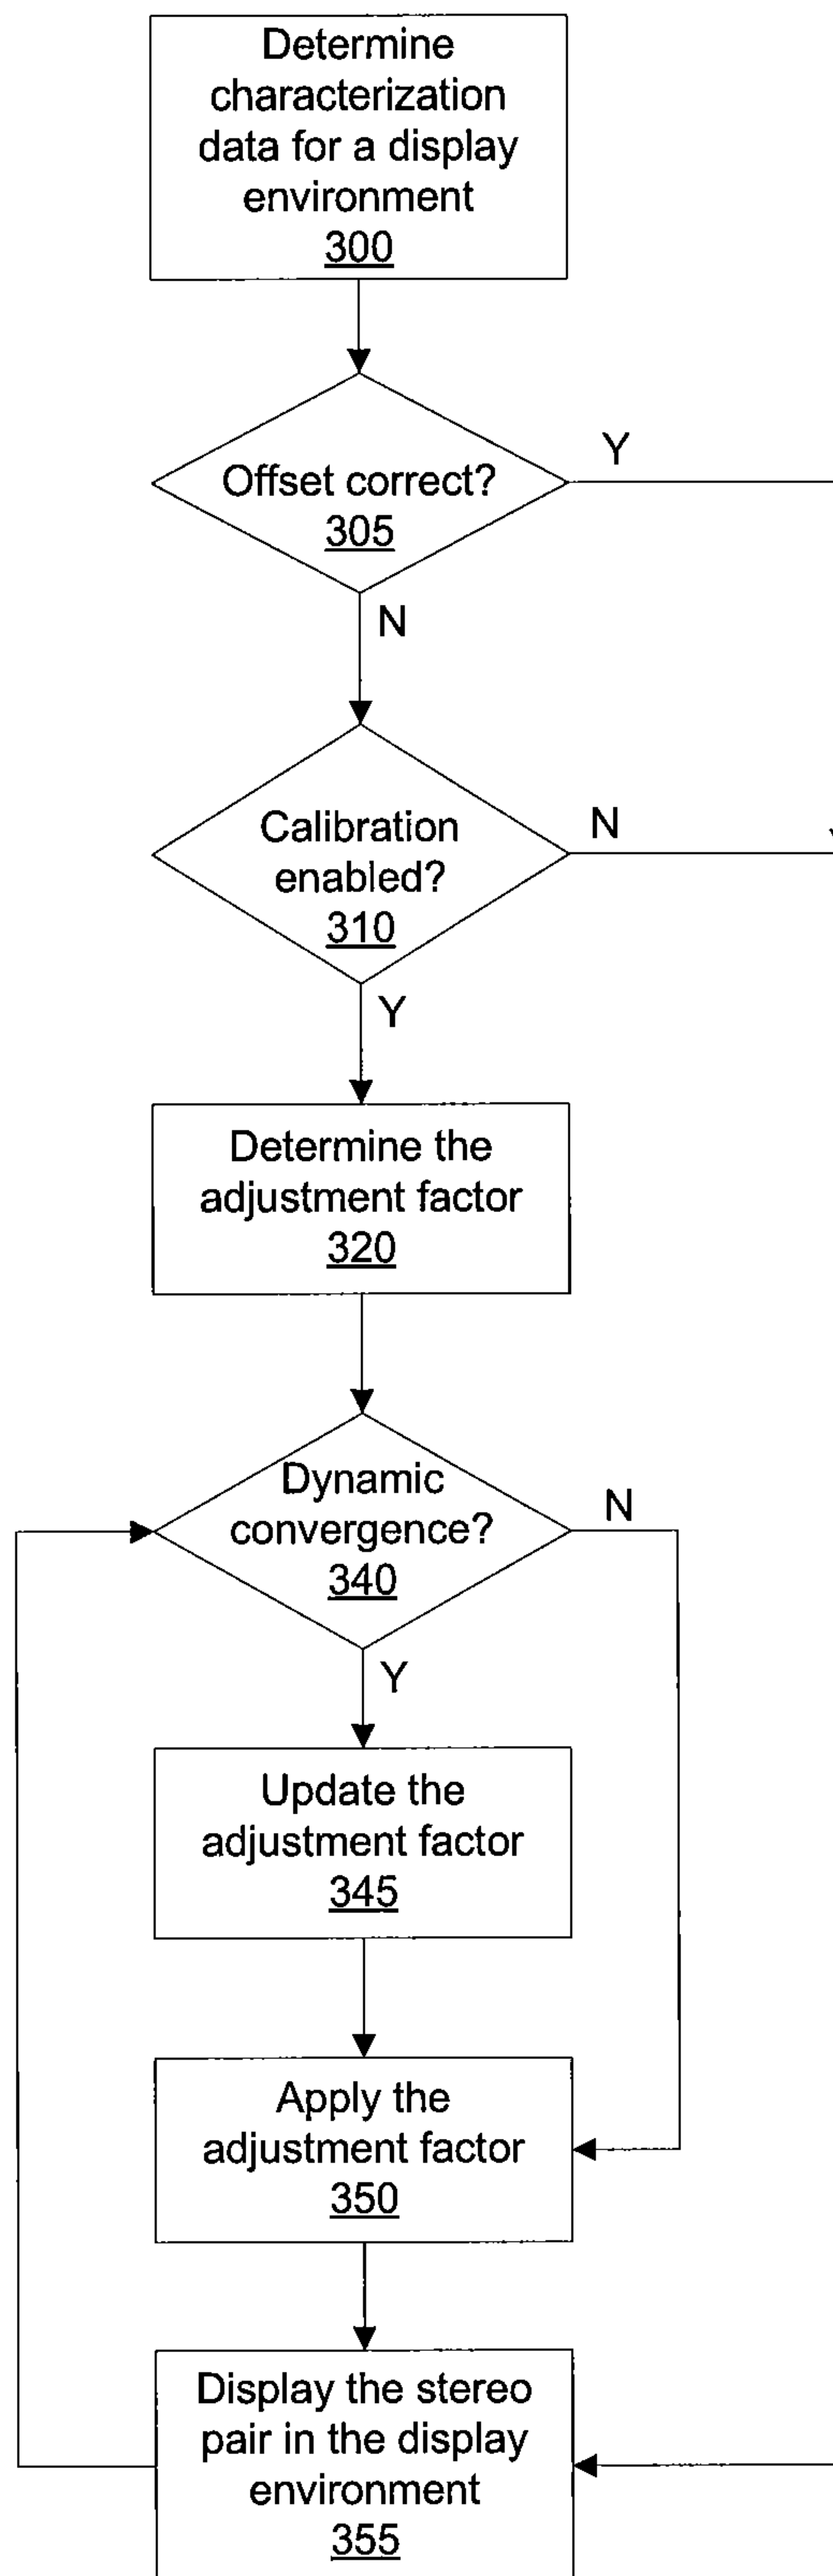 Determine
characterization
data for a display
environment
300
Offset correct?
305
Y
N
Calibration
enabled?
310
N
Y
Determine the
adjustment factor
320
Dynamic
convergence?
340
N
Y
Update the
adjustment factor
345
Apply the
adjustment factor
350
Display the stereo
pair in the display
environment
355